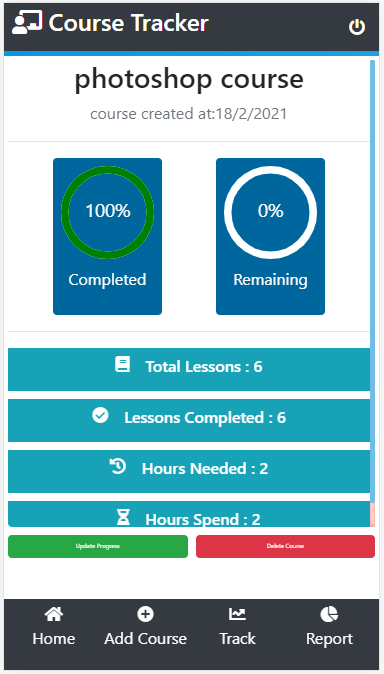 Course Tracker
photoshop course
course created at:18/2/2021
100% 0%
Completed Remaining
Total Lessons : 6
Lessons Completed : 6
Hours Needed : 2
Hours Spend : 2
Update Progress Delete Course
Home Add Course Track Report